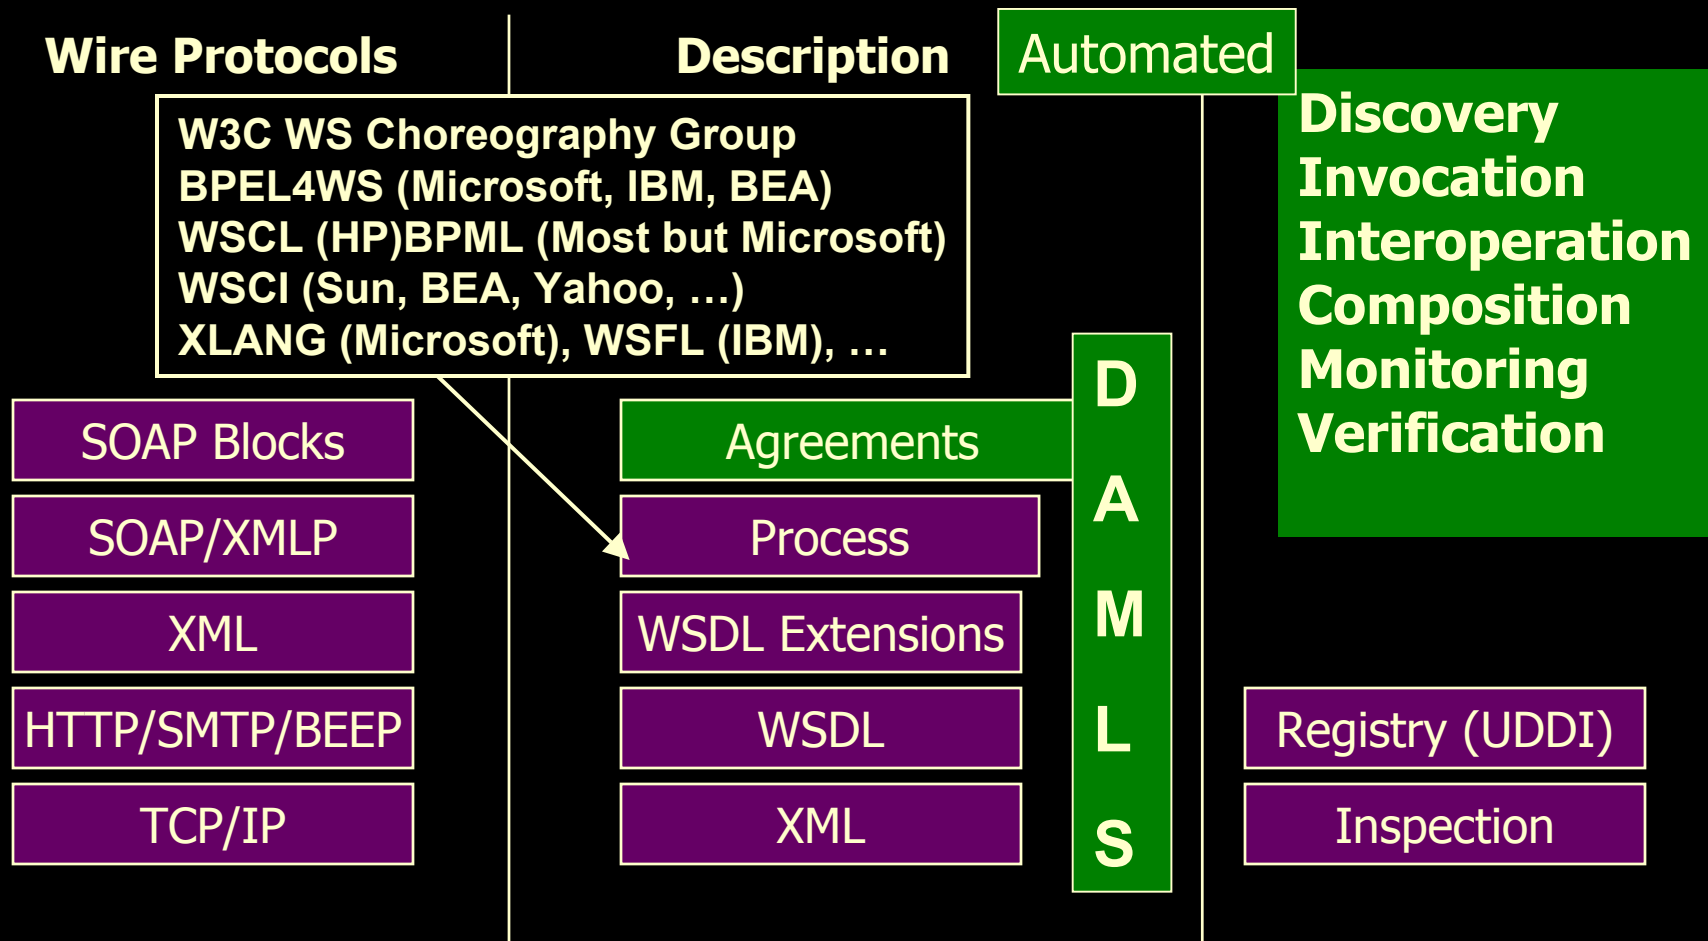 Wire Protocols
Description
Automated
W3C WS Choreography Group
BPEL4WS (Microsoft, IBM, BEA)
WSCL (HP)BPML (Most but Microsoft)
WSCI (Sun, BEA, Yahoo, …)
XLANG (Microsoft), WSFL (IBM), …
Discovery
Invocation
Interoperation
Composition
Monitoring
Verification
SOAP Blocks
SOAP/XMLP
XML
HTTP/SMTP/BEEP
TCP/IP
Agreements
Process
WSDL Extensions
WSDL
XML
D
A
M
L
S
Registry (UDDI)
Inspection